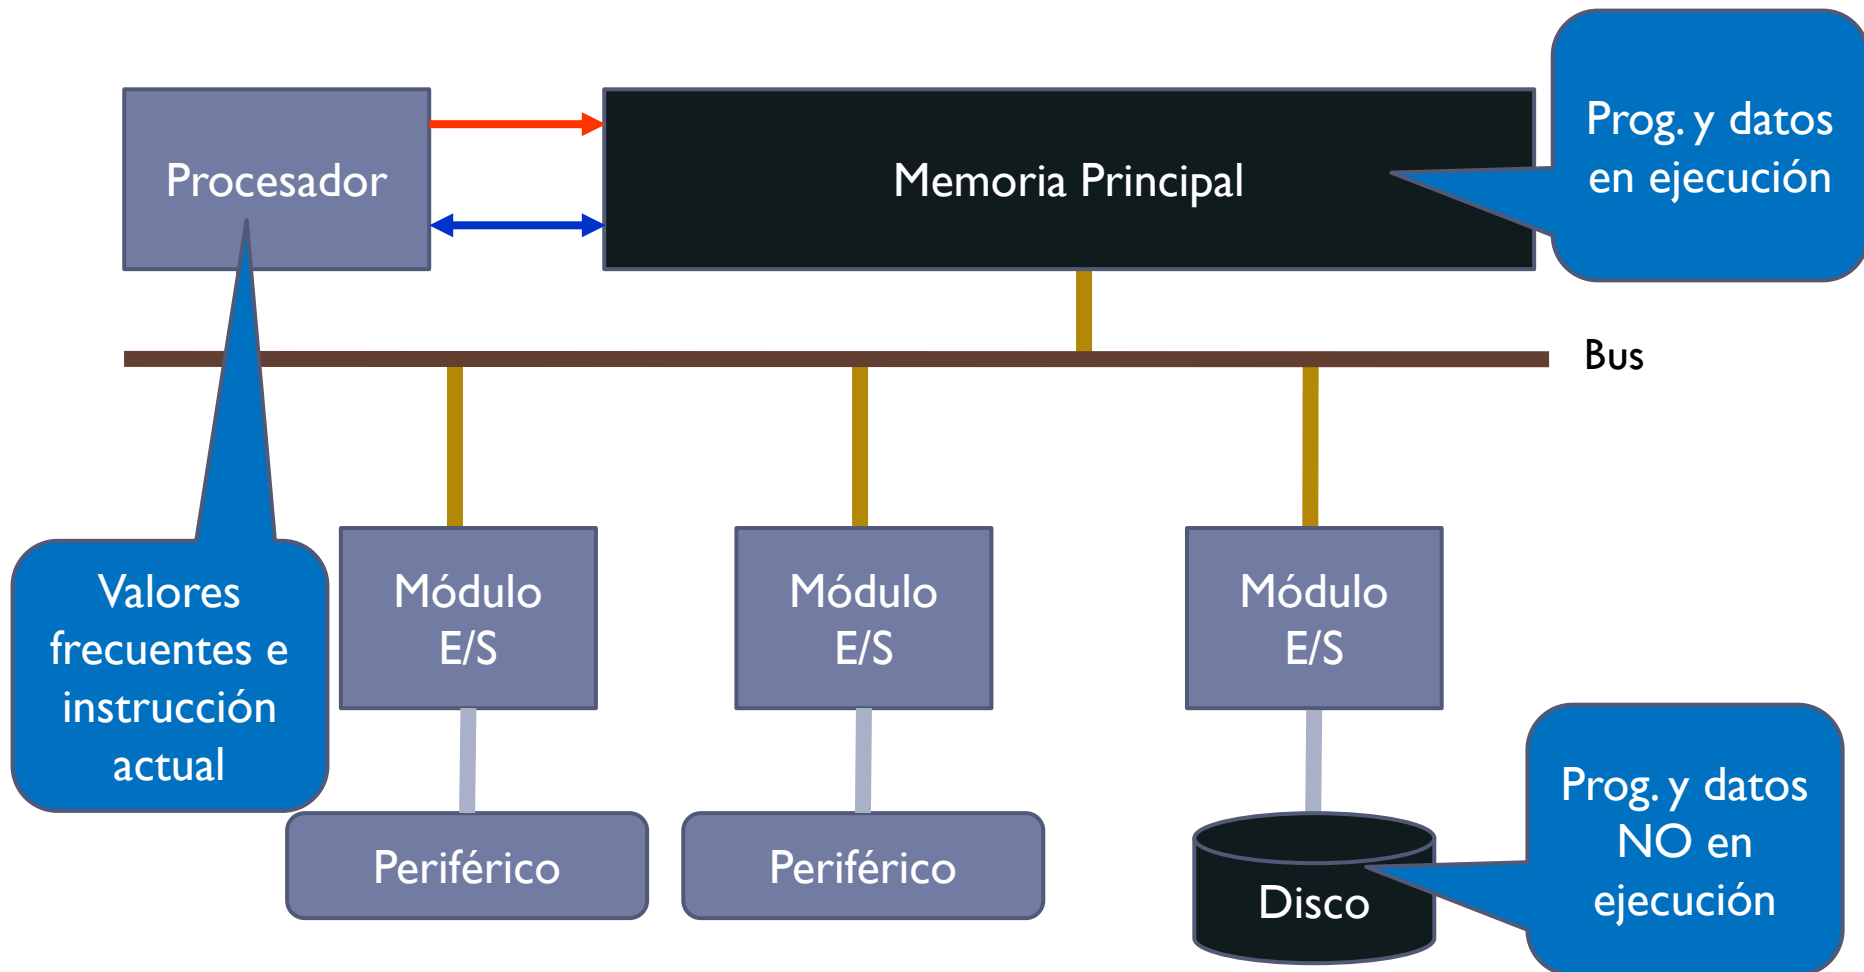 Procesador
Memoria Principal
Prog. y datos
en ejecución
Bus
Valores
frecuentes e
instrucción
actual
Módulo
E/S
Módulo
E/S
Módulo
E/S
Periférico
Periférico
Disco
Prog. y datos
NO en
ejecución